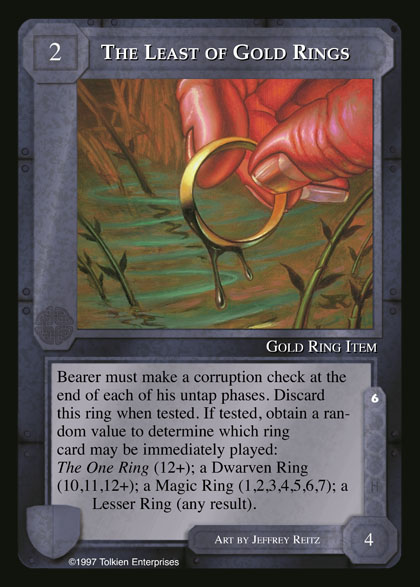 2
The Least of Gold Rings
Gold Ring Item
Bearer must make a corruption check at the
end of each of his untap phases. Discard
this ring when tested. If tested, obtain a ran-
dom value to determine which ring
card may be immediately played:
The One Ring (12+); a Dwarven Ring
(10,11,12+); a Magic Ring (1,2,3,4,5,6,7); a
Lesser Ring (any result).
6
H
Art by Jeffrey Reitz
4
©1997 Tolkien Enterprises